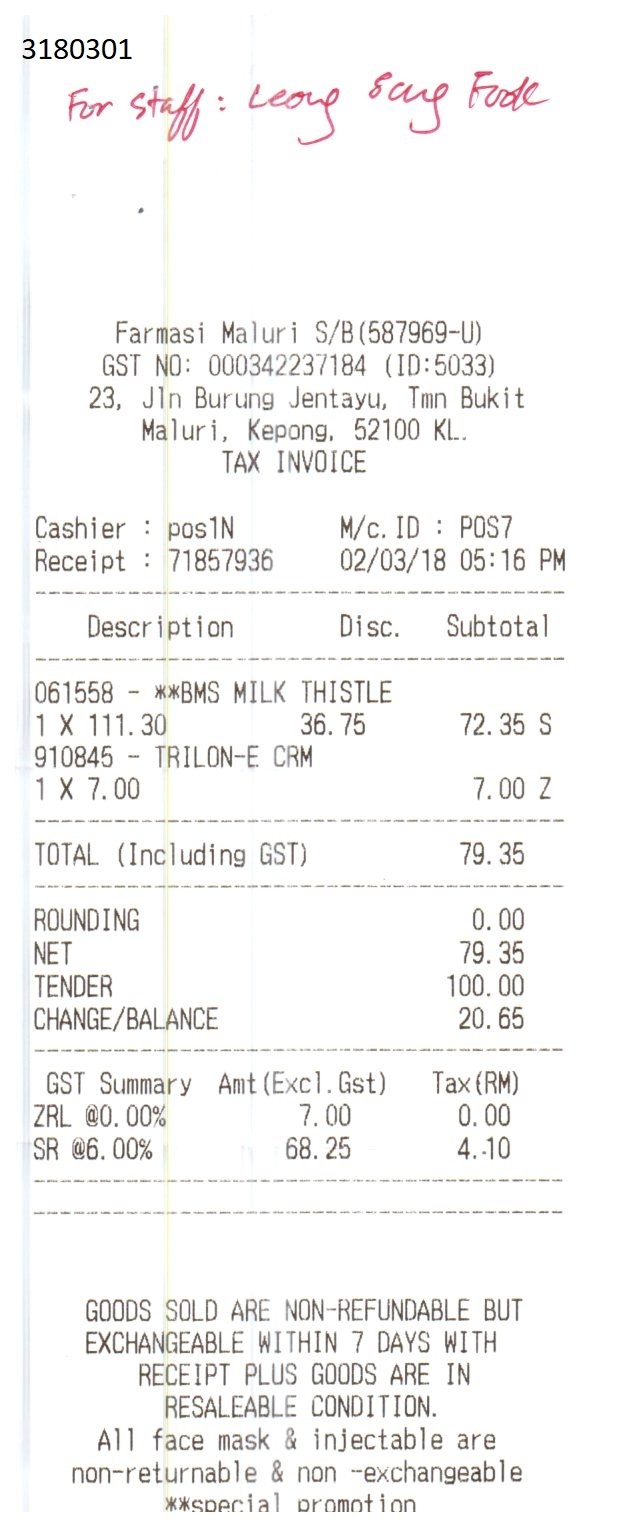 3180301
For staff: Leong
Farmasi Maluri S/B(587969-U)
GST NO: 000342237184 (ID:5033)
23, Jln Burung Jentayu, Tmn Bukit
Maluri, Kepong, 52100 KL.
TAX INVOICE
Cashier : pos1N M/c. ID : POS7
Receipt : 71857936 02/03/18 05:16 PM
Description Disc. Subtotal
061558 - **BMS MILK THISTLE
1 X 111.30 36.75 72.35 S
910845 - TRILON-E CRM
1 X 7.00 7.00 Z
TOTAL (Including GST) 79.35
ROUNDING 0.00
NET 79.35
TENDER 100.00
CHANGE/BALANCE 20.65
GST Summary Amt(Excl.Gst) Tax(RM)
ZRL @0.00% 7.00 0.00
SR @6.00% 68.25 4.10
GOODS SOLD ARE NON-REFUNDABLE BUT
EXCHANGEABLE WITHIN 7 DAYS WITH
RECEIPT PLUS GOODS ARE IN
RESALEABLE CONDITION.
All face mask & injectable are
non-returnable & non -exchangeable
**special promotion